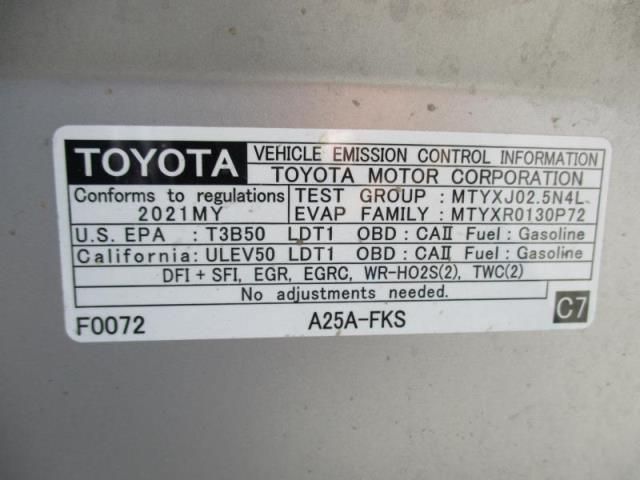 TOYOTA VEHICLE EMISSION CONTROL INFORMATION
TOYOTA MOTOR CORPORATION
Conforms to regulations TEST GROUP : MTYXJ02.5N4L
2021MY EVAP FAMILY : MTYXR0130P72
U.S. EPA : T3B50 LDT1 OBD : CAⅡ Fuel : Gasoline
California: ULEV50 LDT1 OBD : CAⅡ Fuel : Gasoline
DFI + SFI, EGR, EGRC, WR-HO2S(2), TWC(2)
No adjustments needed.
F0072 A25A-FKS C7